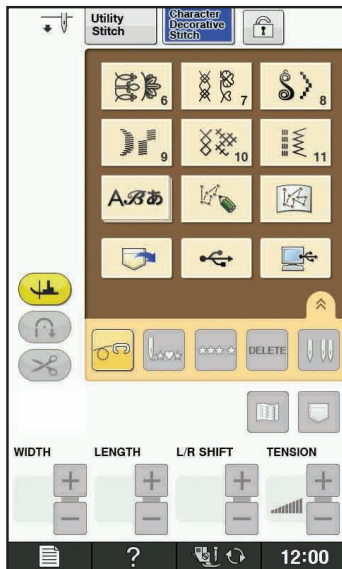 Utility
Stitch
Character
Decorative
Stitch
6
7
8
9
10
11
ABあ
DELETE
WIDTH
LENGTH
L/R SHIFT
TENSION
?
12:00